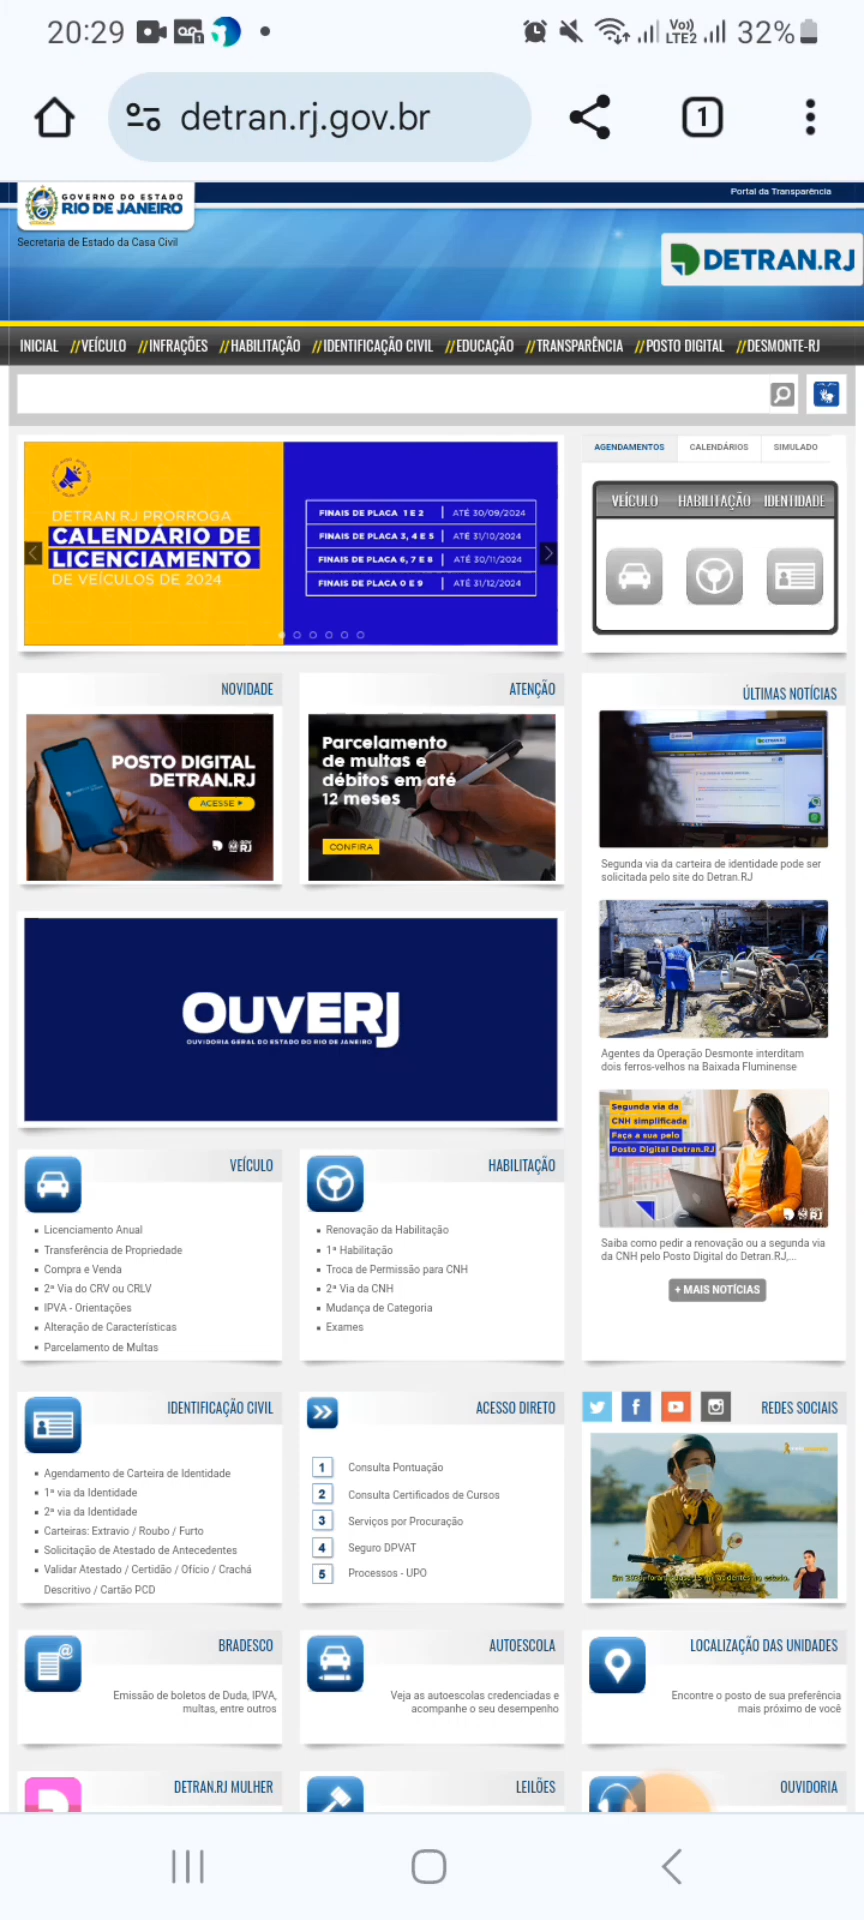 20:29
Vo))
LTE2
32%
detran.rj.gov.br
1
Portal da Transparência
GOVERNO DO ESTADO
RIO DE JANEIRO
Secretaria de Estado da Casa Civil
DETRAN.RJ
INICIAL //VEÍCULO //INFRAÇÕES //HABILITAÇÃO //IDENTIFICAÇÃO CIVIL //EDUCAÇÃO //TRANSPARÊNCIA //POSTO DIGITAL //DESMONTE-RJ
DETRAN RJ PRORROGA
CALENDÁRIO DE
LICENCIAMENTO
DE VEÍCULOS DE 2024
FINAIS DE PLACA 1 E 2 | ATÉ 30/09/2024
FINAIS DE PLACA 3, 4 E 5 | ATÉ 31/10/2024
FINAIS DE PLACA 6, 7 E 8 | ATÉ 30/11/2024
FINAIS DE PLACA 0 E 9 | ATÉ 31/12/2024
AGENDAMENTOS CALENDÁRIOS SIMULADO
VEÍCULO HABILITAÇÃO IDENTIDADE
NOVIDADE
POSTO DIGITAL
DETRAN.RJ
ACESSE
ATENÇÃO
Parcelamento
de multas e
débitos em até
12 meses
CONFIRA
ÚLTIMAS NOTÍCIAS
Segunda via da carteira de identidade pode ser
solicitada pelo site do Detran.RJ
Agentes da Operação Desmonte interditam
dois ferros-velhos na Baixada Fluminense
Segunda via da
CNH simplificada
Faça a sua pelo
Posto Digital Detran.RJ
Saiba como pedir a renovação ou a segunda via
da CNH pelo Posto Digital do Detran.RJ,...
+ MAIS NOTÍCIAS
OUVERJ
OUVIDORIA GERAL DO ESTADO DO RIO DE JANEIRO
VEÍCULO
Licenciamento Anual
Transferência de Propriedade
Compra e Venda
2ª Via do CRV ou CRLV
IPVA - Orientações
Alteração de Características
Parcelamento de Multas
HABILITAÇÃO
Renovação da Habilitação
1ª Habilitação
Troca de Permissão para CNH
2ª Via da CNH
Mudança de Categoria
Exames
IDENTIFICAÇÃO CIVIL
Agendamento de Carteira de Identidade
1ª via da Identidade
2ª via da Identidade
Carteiras: Extravio / Roubo / Furto
Solicitação de Atestado de Antecedentes
Validar Atestado / Certidão / Ofício / Crachá
Descritivo / Cartão PCD
ACESSO DIRETO
1 Consulta Pontuação
2 Consulta Certificados de Cursos
3 Serviços por Procuração
4 Seguro DPVAT
5 Processos - UPO
REDES SOCIAIS
BRADESCO
Emissão de boletos de Duda, IPVA,
multas, entre outros
AUTOESCOLA
Veja as autoescolas credenciadas e
acompanhe o seu desempenho
LOCALIZAÇÃO DAS UNIDADES
Encontre o posto de sua preferência
mais próximo de você
DETRAN.RJ MULHER
LEILÕES
OUVIDORIA